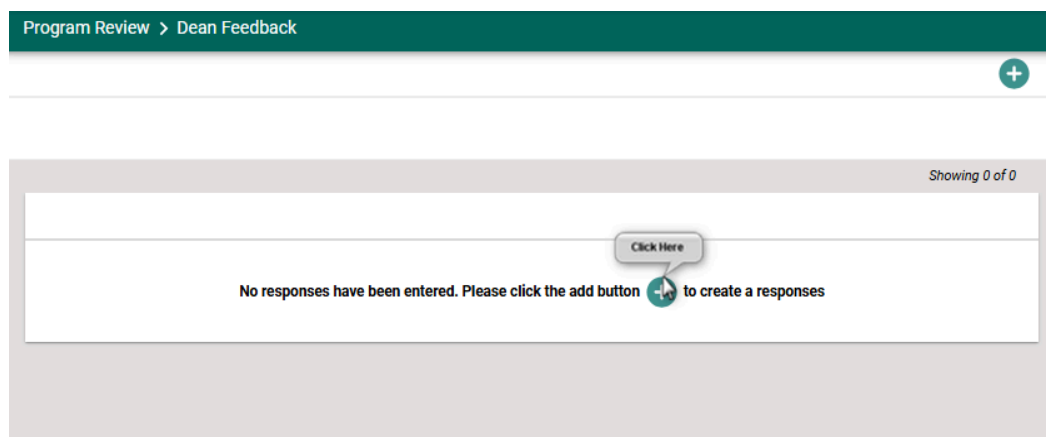 Program Review > Dean Feedback
Showing 0 of 0
Click Here
No responses have been entered. Please click the add button to create a responses